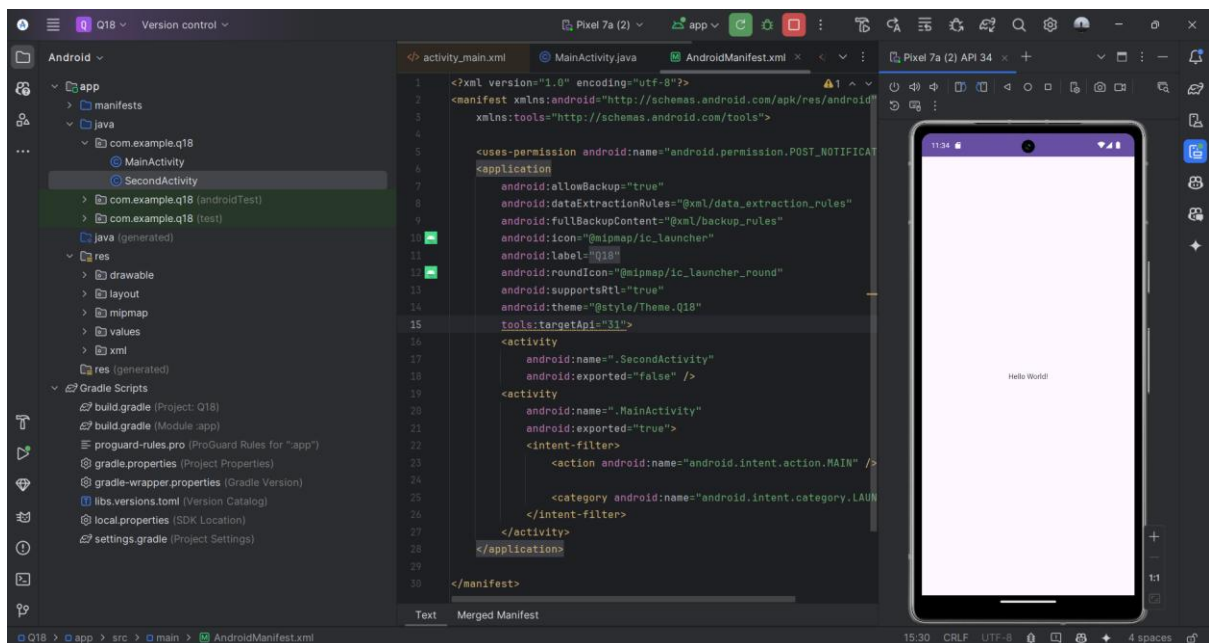 Q Q18 Version control Pixel 7a (2) app
Android
activity_main.xml MainActivity.java AndroidManifest.xml
Pixel 7a (2) API 34
app
manifests
java
com.example.q18
MainActivity
SecondActivity
com.example.q18 (androidTest)
com.example.q18 (test)
java (generated)
res
drawable
layout
mipmap
values
xml
res (generated)
Gradle Scripts
build.gradle (Project: Q18)
build.gradle (Module :app)
proguard-rules.pro (ProGuard Rules for ":app")
gradle.properties (Project Properties)
gradle-wrapper.properties (Gradle Version)
libs.versions.toml (Version Catalog)
local.properties (SDK Location)
settings.gradle (Project Settings)
1 <?xml version="1.0" encoding="utf-8"?> 1
2 <manifest xmlns:android="http://schemas.android.com/apk/res/android"
3 xmlns:tools="http://schemas.android.com/tools">
4
5 <uses-permission android:name="android.permission.POST_NOTIFICAT
6 <application
7 android:allowBackup="true"
8 android:dataExtractionRules="@xml/data_extraction_rules"
9 android:fullBackupContent="@xml/backup_rules"
10 android:icon="@mipmap/ic_launcher"
11 android:label="Q18"
12 android:roundIcon="@mipmap/ic_launcher_round"
13 android:supportsRtl="true"
14 android:theme="@style/Theme.Q18"
15 tools:targetApi="31">
16 <activity
17 android:name=".SecondActivity"
18 android:exported="false" />
19 <activity
20 android:name=".MainActivity"
21 android:exported="true">
22 <intent-filter>
23 <action android:name="android.intent.action.MAIN" />
24
25 <category android:name="android.intent.category.LAUN
26 </intent-filter>
27 </activity>
28 </application>
29
30 </manifest>
Text Merged Manifest
11:34
Hello World!
1:1
Q18 > app > src > main > AndroidManifest.xml
15:30 CRLF UTF-8 4 spaces